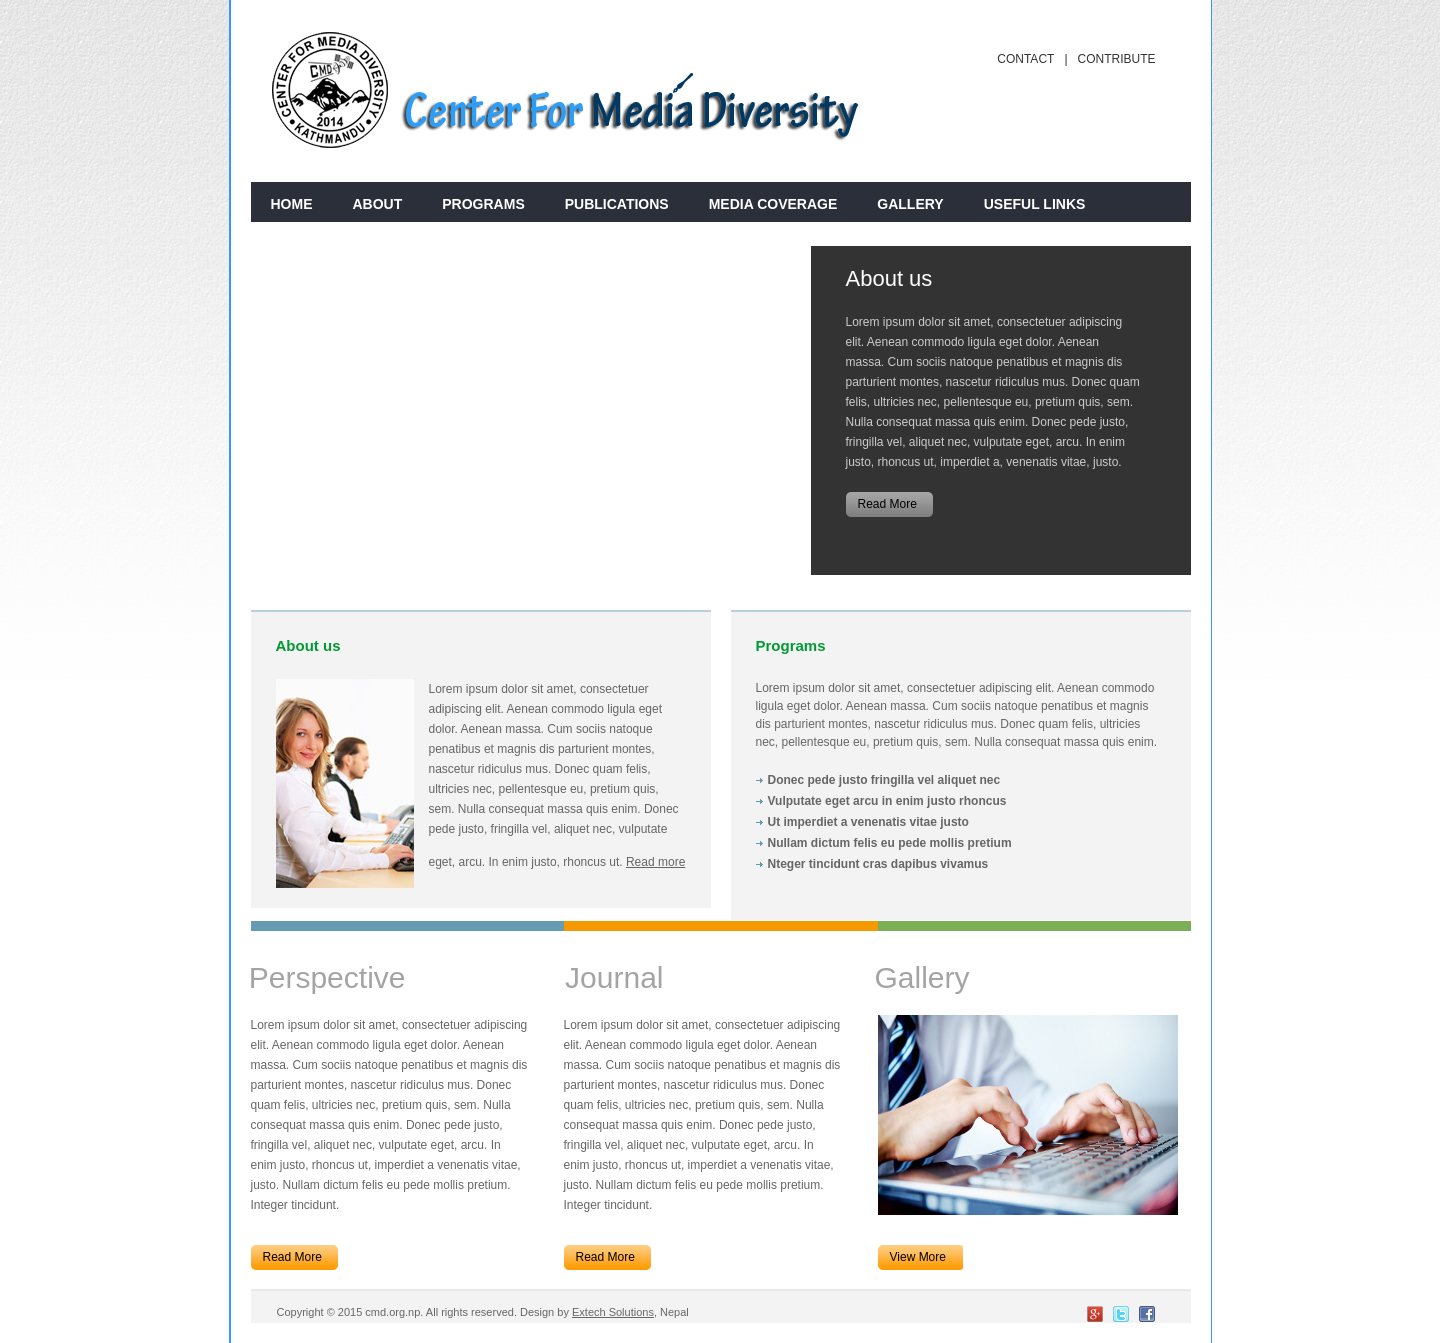 CENTER FOR MEDIA DIVERSITY
CMD
2014
KATHMANDU
Center For Media Diversity
CONTACT | CONTRIBUTE
HOME ABOUT PROGRAMS PUBLICATIONS MEDIA COVERAGE GALLERY USEFUL LINKS
About us
Lorem ipsum dolor sit amet, consectetuer adipiscing
elit. Aenean commodo ligula eget dolor. Aenean
massa. Cum sociis natoque penatibus et magnis dis
parturient montes, nascetur ridiculus mus. Donec quam
felis, ultricies nec, pellentesque eu, pretium quis, sem.
Nulla consequat massa quis enim. Donec pede justo,
fringilla vel, aliquet nec, vulputate eget, arcu. In enim
justo, rhoncus ut, imperdiet a, venenatis vitae, justo.
Read More
About us
Lorem ipsum dolor sit amet, consectetuer
adipiscing elit. Aenean commodo ligula eget
dolor. Aenean massa. Cum sociis natoque
penatibus et magnis dis parturient montes,
nascetur ridiculus mus. Donec quam felis,
ultricies nec, pellentesque eu, pretium quis,
sem. Nulla consequat massa quis enim. Donec
pede justo, fringilla vel, aliquet nec, vulputate
eget, arcu. In enim justo, rhoncus ut. Read more
Programs
Lorem ipsum dolor sit amet, consectetuer adipiscing elit. Aenean commodo
ligula eget dolor. Aenean massa. Cum sociis natoque penatibus et magnis
dis parturient montes, nascetur ridiculus mus. Donec quam felis, ultricies
nec, pellentesque eu, pretium quis, sem. Nulla consequat massa quis enim.
Donec pede justo fringilla vel aliquet nec
Vulputate eget arcu in enim justo rhoncus
Ut imperdiet a venenatis vitae justo
Nullam dictum felis eu pede mollis pretium
Nteger tincidunt cras dapibus vivamus
Perspective
Lorem ipsum dolor sit amet, consectetuer adipiscing
elit. Aenean commodo ligula eget dolor. Aenean
massa. Cum sociis natoque penatibus et magnis dis
parturient montes, nascetur ridiculus mus. Donec
quam felis, ultricies nec, pretium quis, sem. Nulla
consequat massa quis enim. Donec pede justo,
fringilla vel, aliquet nec, vulputate eget, arcu. In
enim justo, rhoncus ut, imperdiet a venenatis vitae,
justo. Nullam dictum felis eu pede mollis pretium.
Integer tincidunt.
Read More
Journal
Lorem ipsum dolor sit amet, consectetuer adipiscing
elit. Aenean commodo ligula eget dolor. Aenean
massa. Cum sociis natoque penatibus et magnis dis
parturient montes, nascetur ridiculus mus. Donec
quam felis, ultricies nec, pretium quis, sem. Nulla
consequat massa quis enim. Donec pede justo,
fringilla vel, aliquet nec, vulputate eget, arcu. In
enim justo, rhoncus ut, imperdiet a venenatis vitae,
justo. Nullam dictum felis eu pede mollis pretium.
Integer tincidunt.
Read More
Gallery
View More
Copyright © 2015 cmd.org.np. All rights reserved. Design by Extech Solutions, Nepal